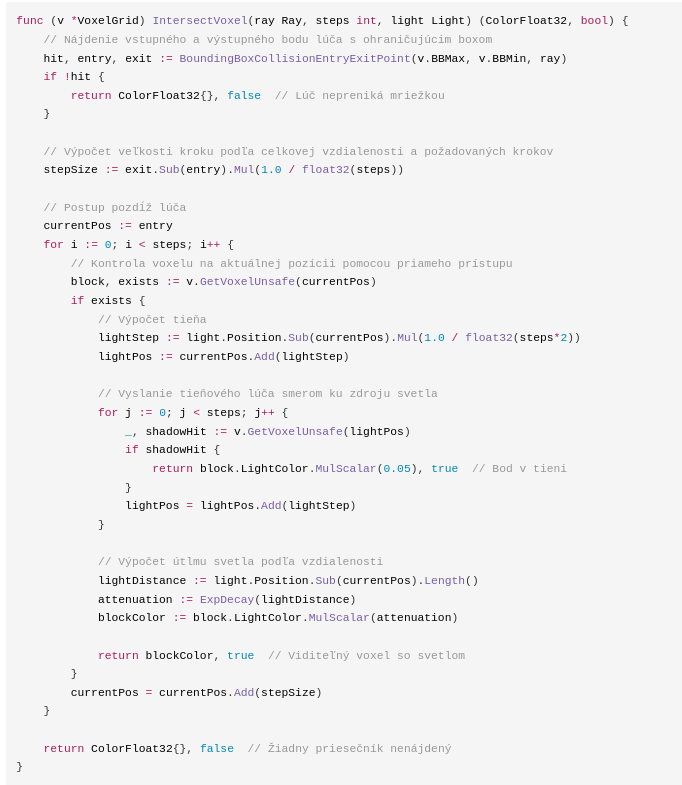 func (v *VoxelGrid) IntersectVoxel(ray Ray, steps int, light Light) (ColorFloat32, bool) {
    // Nájdenie vstupného a výstupného bodu lúča s ohraničujúcim boxom
    hit, entry, exit := BoundingBoxCollisionEntryExitPoint(v.BBMax, v.BBMin, ray)
    if !hit {
        return ColorFloat32{}, false  // Lúč nepreniká mriežkou
    }

    // Výpočet veľkosti kroku podľa celkovej vzdialenosti a požadovaných krokov
    stepSize := exit.Sub(entry).Mul(1.0 / float32(steps))

    // Postup pozdĺž lúča
    currentPos := entry
    for i := 0; i < steps; i++ {
        // Kontrola voxelu na aktuálnej pozícii pomocou priameho prístupu
        block, exists := v.GetVoxelUnsafe(currentPos)
        if exists {
            // Výpočet tieňa
            lightStep := light.Position.Sub(currentPos).Mul(1.0 / float32(steps*2))
            lightPos := currentPos.Add(lightStep)

            // Vyslanie tieňového lúča smerom ku zdroju svetla
            for j := 0; j < steps; j++ {
                _, shadowHit := v.GetVoxelUnsafe(lightPos)
                if shadowHit {
                    return block.LightColor.MulScalar(0.05), true  // Bod v tieni
                }
                lightPos = lightPos.Add(lightStep)
            }

            // Výpočet útlmu svetla podľa vzdialenosti
            lightDistance := light.Position.Sub(currentPos).Length()
            attenuation := ExpDecay(lightDistance)
            blockColor := block.LightColor.MulScalar(attenuation)

            return blockColor, true  // Viditeľný voxel so svetlom
        }
        currentPos = currentPos.Add(stepSize)
    }

    return ColorFloat32{}, false  // Žiadny priesečník nenájdený
}